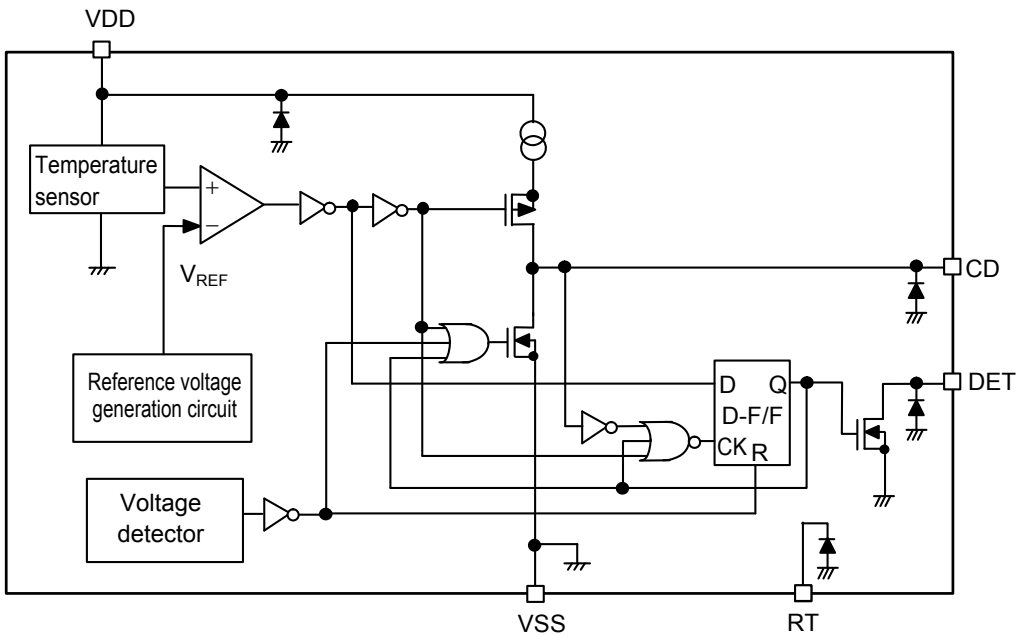 VDD
Temperature
sensor
+
−
VREF
CD
Reference voltage
generation circuit
D Q
D-F/F
CK R
DET
Voltage
detector
VSS
RT